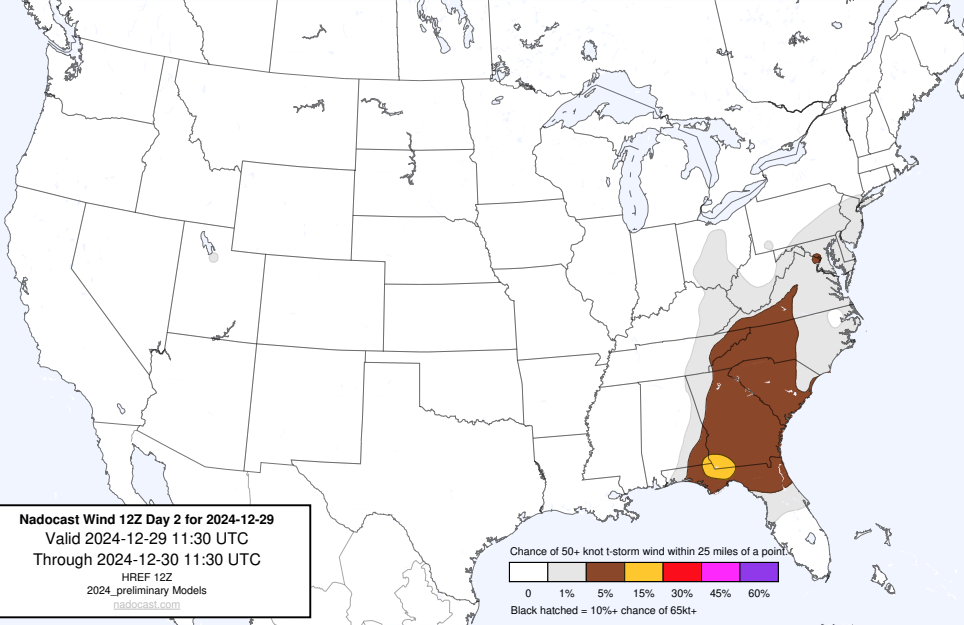 Nadocast Wind 12Z Day 2 for 2024-12-29
Valid 2024-12-29 11:30 UTC
Through 2024-12-30 11:30 UTC
HREF 12Z
2024_preliminary Models
nadocast.com
Chance of 50+ knot t-storm wind within 25 miles of a point.
0 1% 5% 15% 30% 45% 60%
Black hatched = 10%+ chance of 65kt+